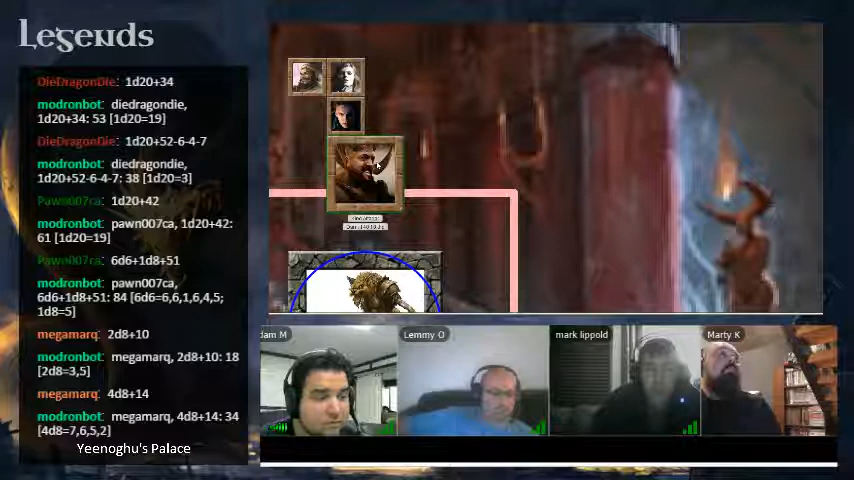 Legends
DieDragonDie: 1d20+34
modronbot: diedragondie,
1d20+34: 53 [1d20=19]
DieDragonDie: 1d20+52-6-4-7
modronbot: diedragondie,
1d20+52-6-4-7: 38 [1d20=3]
Pawn007ca: 1d20+42
modronbot: pawn007ca, 1d20+42:
61 [1d20=19]
Pawn007ca: 6d6+1d8+51
modronbot: pawn007ca,
6d6+1d8+51: 84 [6d6=6,6,1,6,4,5;
1d8=5]
megamarq: 2d8+10
modronbot: megamarq, 2d8+10: 18
[2d8=3,5]
megamarq: 4d8+14
modronbot: megamarq, 4d8+14: 34
[4d8=7,6,5,2]
Yeenoghu's Palace
dam M
Lemmy O
mark lippold
Marty K